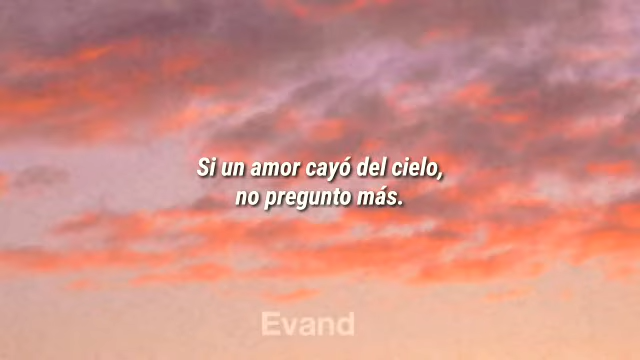 Si un amor cayó del cielo,
no pregunto más.
Evand